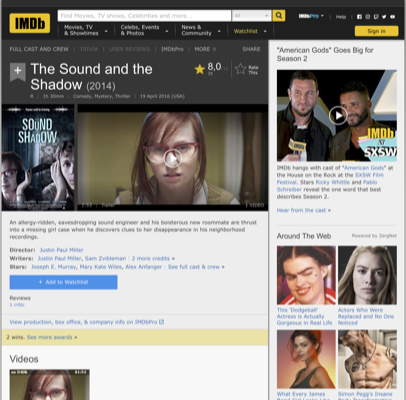 IMDb
Find Movies, TV shows, Celebrities and more...
All
IMDbPro
Help
Movies, TV
& Showtimes
Celebs, Events
& Photos
News &
Community
Watchlist
Sign in
FULL CAST AND CREW | TRIVIA | USER REVIEWS | IMDbPro | MORE
SHARE
The Sound and the
Shadow (2014)
8,0
Rate
This
1h 30min | Comedy, Mystery, Thriller | 19 April 2016 (USA)
SOUND
SHADOW
1:53 | Trailer
1 VIDEO
An allergy-ridden, eavesdropping sound engineer and his boisterous new roommate are thrust
into a missing girl case when he discovers clues to her disappearance in his neighborhood
recordings.
Director: Justin Paul Miller
Writers: Justin Paul Miller, Sam Zvibleman | 2 more credits »
Stars: Joseph E. Murray, Mary Kate Wiles, Alex Anfanger | See full cast & crew »
+ Add to Watchlist
Reviews
1 critic
View production, box office, & company info on IMDbPro
2 wins. See more awards »
Videos
"American Gods" Goes Big for
Season 2
IMDb
at
SXSW
IMDb hangs with cast of "American Gods" at
the House on the Rock at the SXSW Film
Festival. Stars Ricky Whittle and Pablo
Schreiber reveal the one word that best
describes Season 2.
Hear from the cast »
Around The Web
Powered by ZergNet
This 'Dodgeball'
Actress is Actually
Gorgeous in Real Life
Actors Who Were
Replaced and No One
Noticed
What Every James
Simon Pegg's Insane